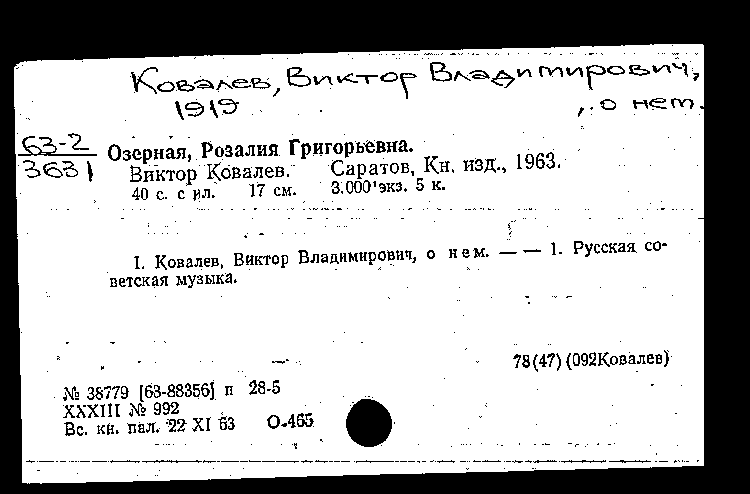 Ковалев, Виктор Владимирович,
1919 , о нем.
63-2
3631
Озерная, Розалия Григорьевна.
Виктор Ковалев. Саратов, Кн. изд., 1963.
40 с. с ил. 17 см. 3.000 экз. 5 к.
I. Ковалев, Виктор Владимирович, о нем. — — 1. Русская со-
ветская музыка.
78(47)(092Ковалев)
№ 38779 [63-88356] п 28-5
XXXIII № 992
Вс. кн. пал. 22 XI 63 О-465